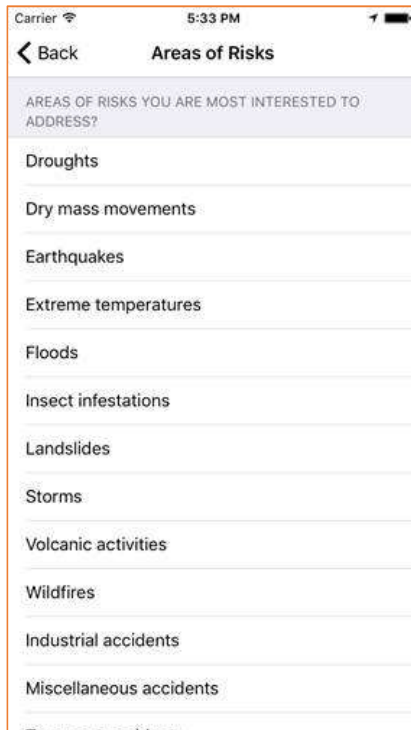 Carrier 5:33 PM
Back Areas of Risks
AREAS OF RISKS YOU ARE MOST INTERESTED TO
ADDRESS?
Droughts
Dry mass movements
Earthquakes
Extreme temperatures
Floods
Insect infestations
Landslides
Storms
Volcanic activities
Wildfires
Industrial accidents
Miscellaneous accidents